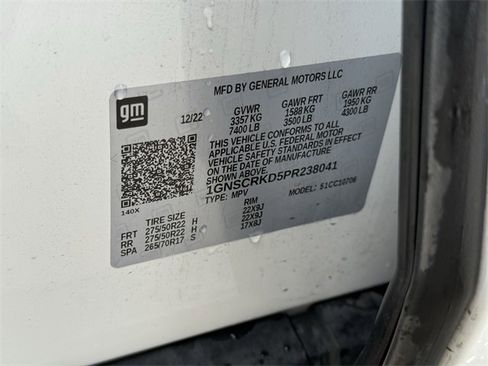 MFD BY GENERAL MOTORS LLC
gm
12/22
GVWR GAWR FRT GAWR RR
3357 KG 1588 KG 1950 KG
7400 LB 3500 LB 4300 LB
THIS VEHICLE CONFORMS TO ALL
APPLICABLE U.S. FEDERAL MOTOR
VEHICLE SAFETY STANDARDS IN
EFFECT ON THE DATE OF
MANUFACTURE SHOWN ABOVE.
1GNSCRKD5PR238041
TYPE: MPV MODEL: 51CC10706
140X
TIRE SIZE RIM
FRT 275/50R22 H 22X9J
RR 275/50R22 H 22X9J
SPA 265/70R17 S 17X8J